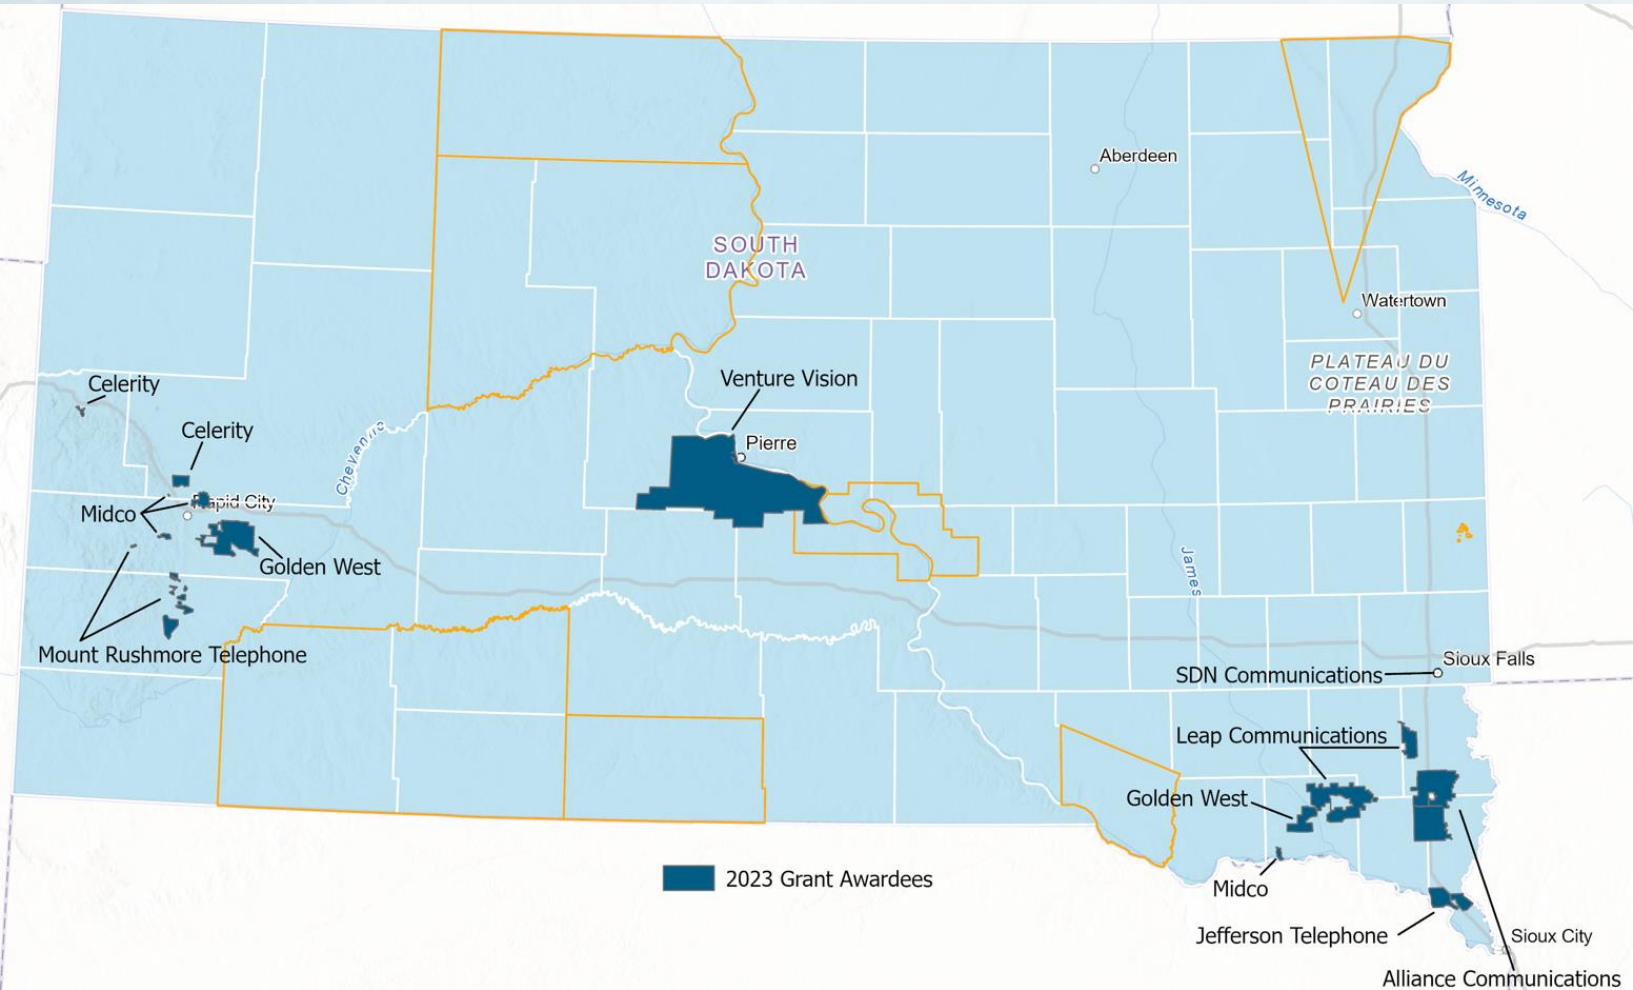 Aberdeen
Minnesota
SOUTH
DAKOTA
Watertown
PLATEAU DU
COTEAU DES
PRAIRIES
Celerity
Venture Vision
Celerity
Cheyenne
Pierre
Rapid City
Midco
Golden West
James
Mount Rushmore Telephone
Sioux Falls
SDN Communications
Leap Communications
Golden West
2023 Grant Awardees
Midco
Jefferson Telephone
Sioux City
Alliance Communications